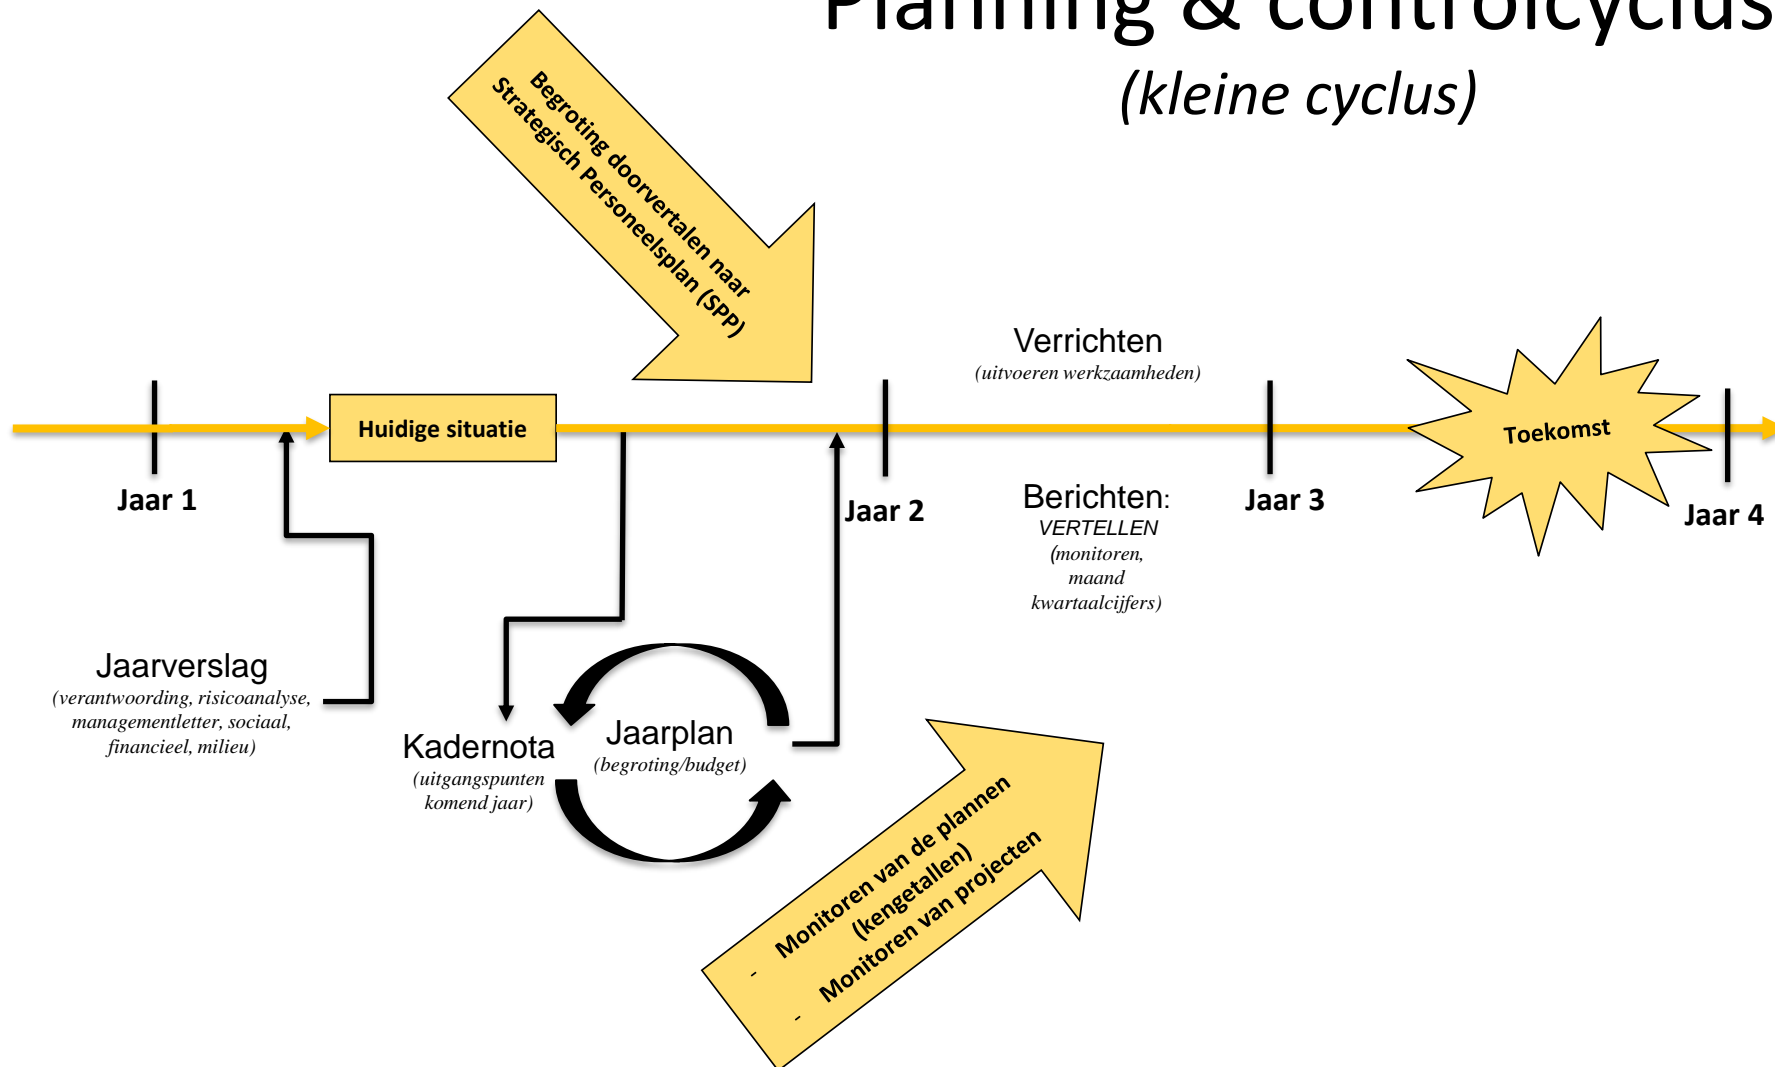 Planning & controlcyclus
(kleine cyclus)
Begroting doorvertalen naar
Strategisch Personeelsplan (SPP)
Verrichten
(uitvoeren werkzaamheden)
Huidige situatie
Toekomst
Jaar 1
Jaar 2
Jaar 3
Jaar 4
Berichten:
VERTELLEN
(monitoren,
maand
kwartaalcijfers)
Jaarverslag
(verantwoording, risicoanalyse,
managementletter, sociaal,
financieel, milieu)
Kadernota
(uitgangspunten
komend jaar)
Jaarplan
(begroting/budget)
- Monitoren van de plannen
(kengetallen)
- Monitoren van projecten